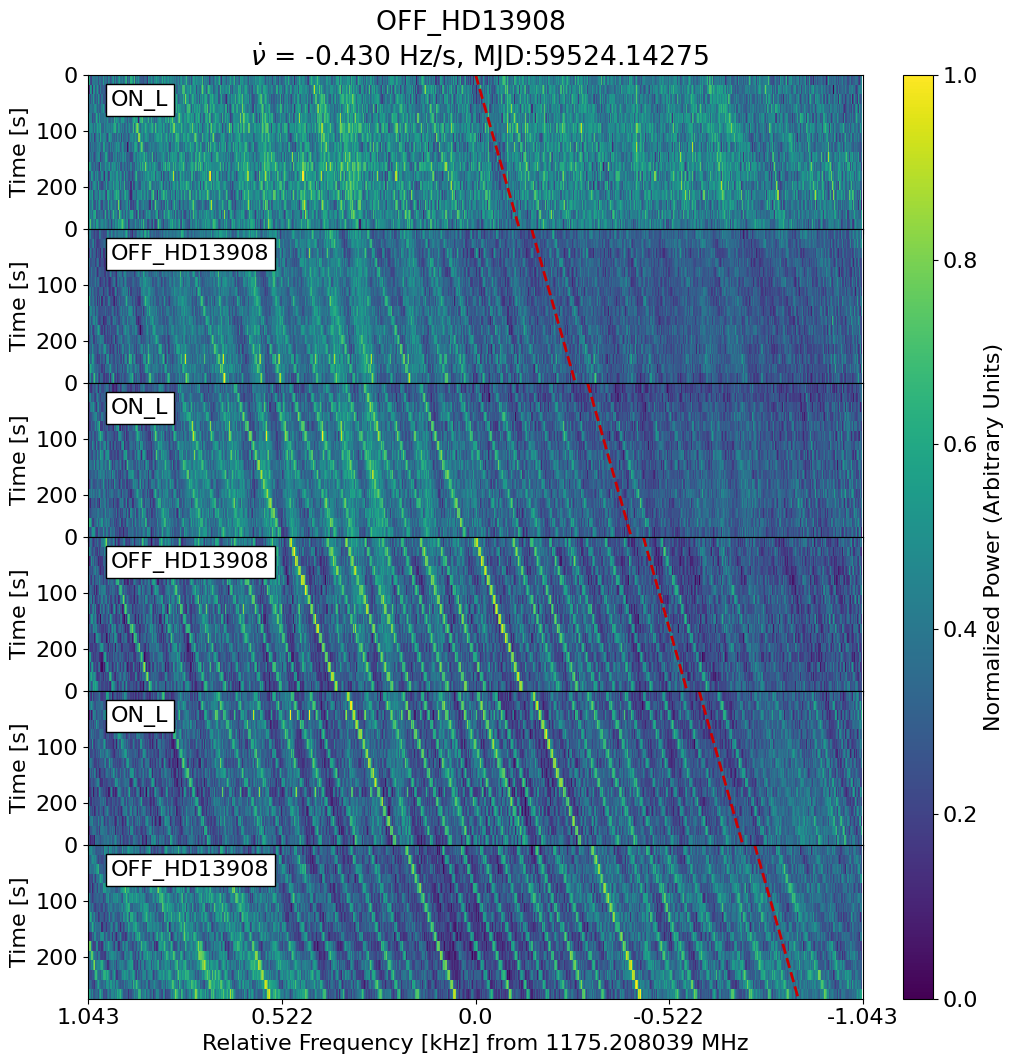 OFF_HD13908
ν̇ = -0.430 Hz/s, MJD:59524.14275
0
100
200
Time [s]
ON_L
0
100
200
Time [s]
OFF_HD13908
0
100
200
Time [s]
ON_L
0
100
200
Time [s]
OFF_HD13908
0
100
200
Time [s]
ON_L
0
100
200
Time [s]
OFF_HD13908
1.043 0.522 0.0 -0.522 -1.043
Relative Frequency [kHz] from 1175.208039 MHz
1.0
0.8
0.6
0.4
0.2
0.0
Normalized Power (Arbitrary Units)